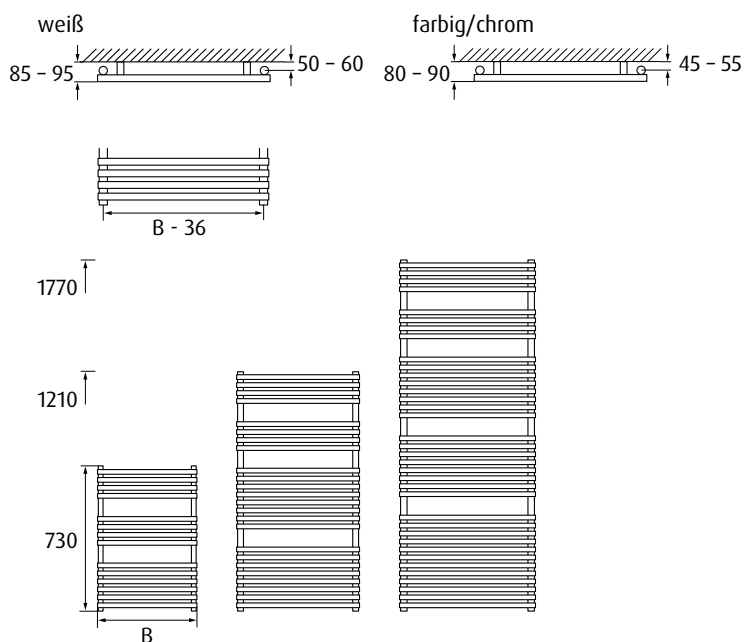 weiß
farbig/chrom
85 – 95
50 – 60
80 – 90
45 – 55
B - 36
1770
1210
730
B